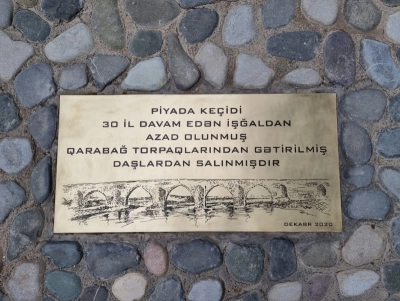 PİYADA KEÇİDİ
30 İL DAVAM EDƏN İŞĞALDAN
AZAD OLUNMUŞ
QARABAĞ TORPAQLARINDAN GƏTİRİLMİŞ
DAŞLARDAN SALINMIŞDIR
DEKABR 2020